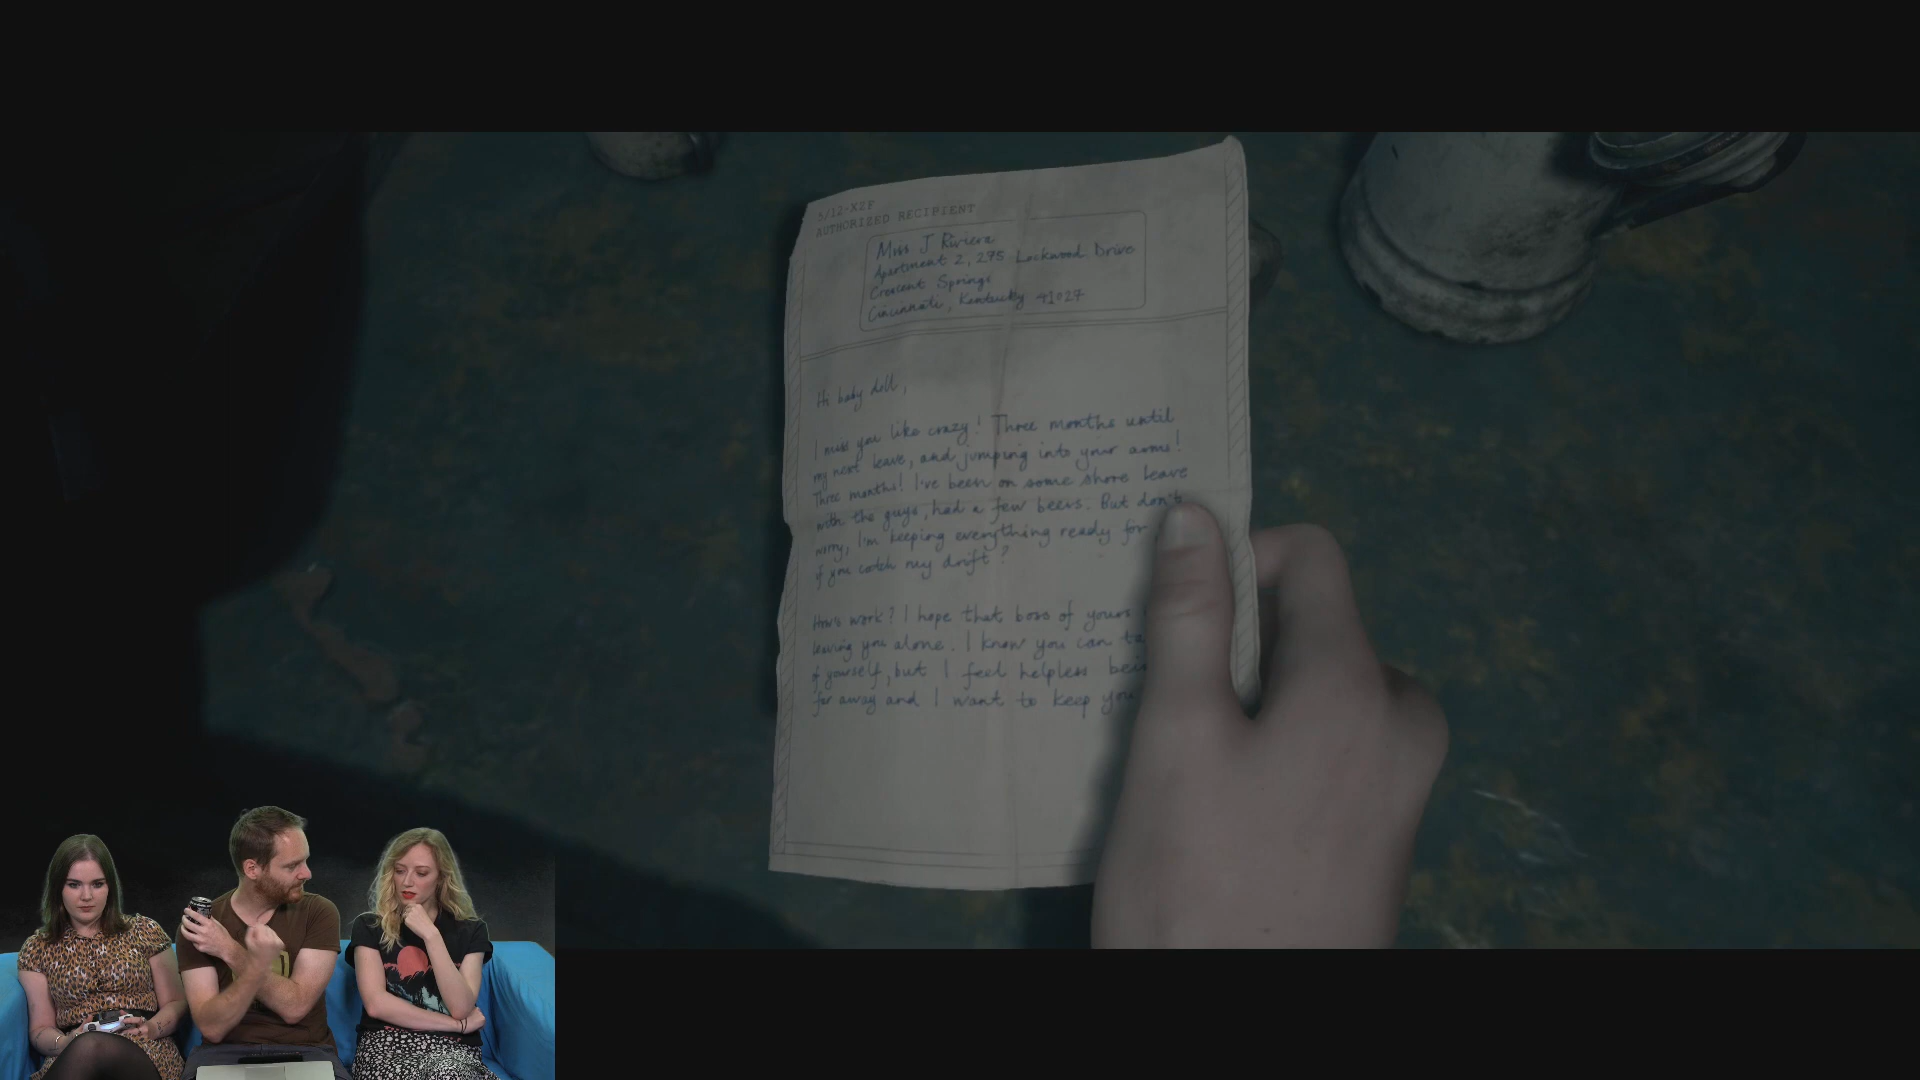 5/12-XZF
AUTHORIZED RECIPIENT
Miss J Riviera
Apartment 2, 275 Lockwood Drive
Crescent Springs
Cincinnati, Kentucky 41027
Hi baby doll,
I miss you like crazy! Three months until
my next leave, and jumping into your arms!
Three months! I've been on some shore leave
with the guys, had a few beers. But don't
worry, I'm keeping everything ready for
if you catch my drift?
How's work? I hope that boss of yours
leaving you alone. I know you can
of yourself, but I feel helpless
far away and I want to keep you